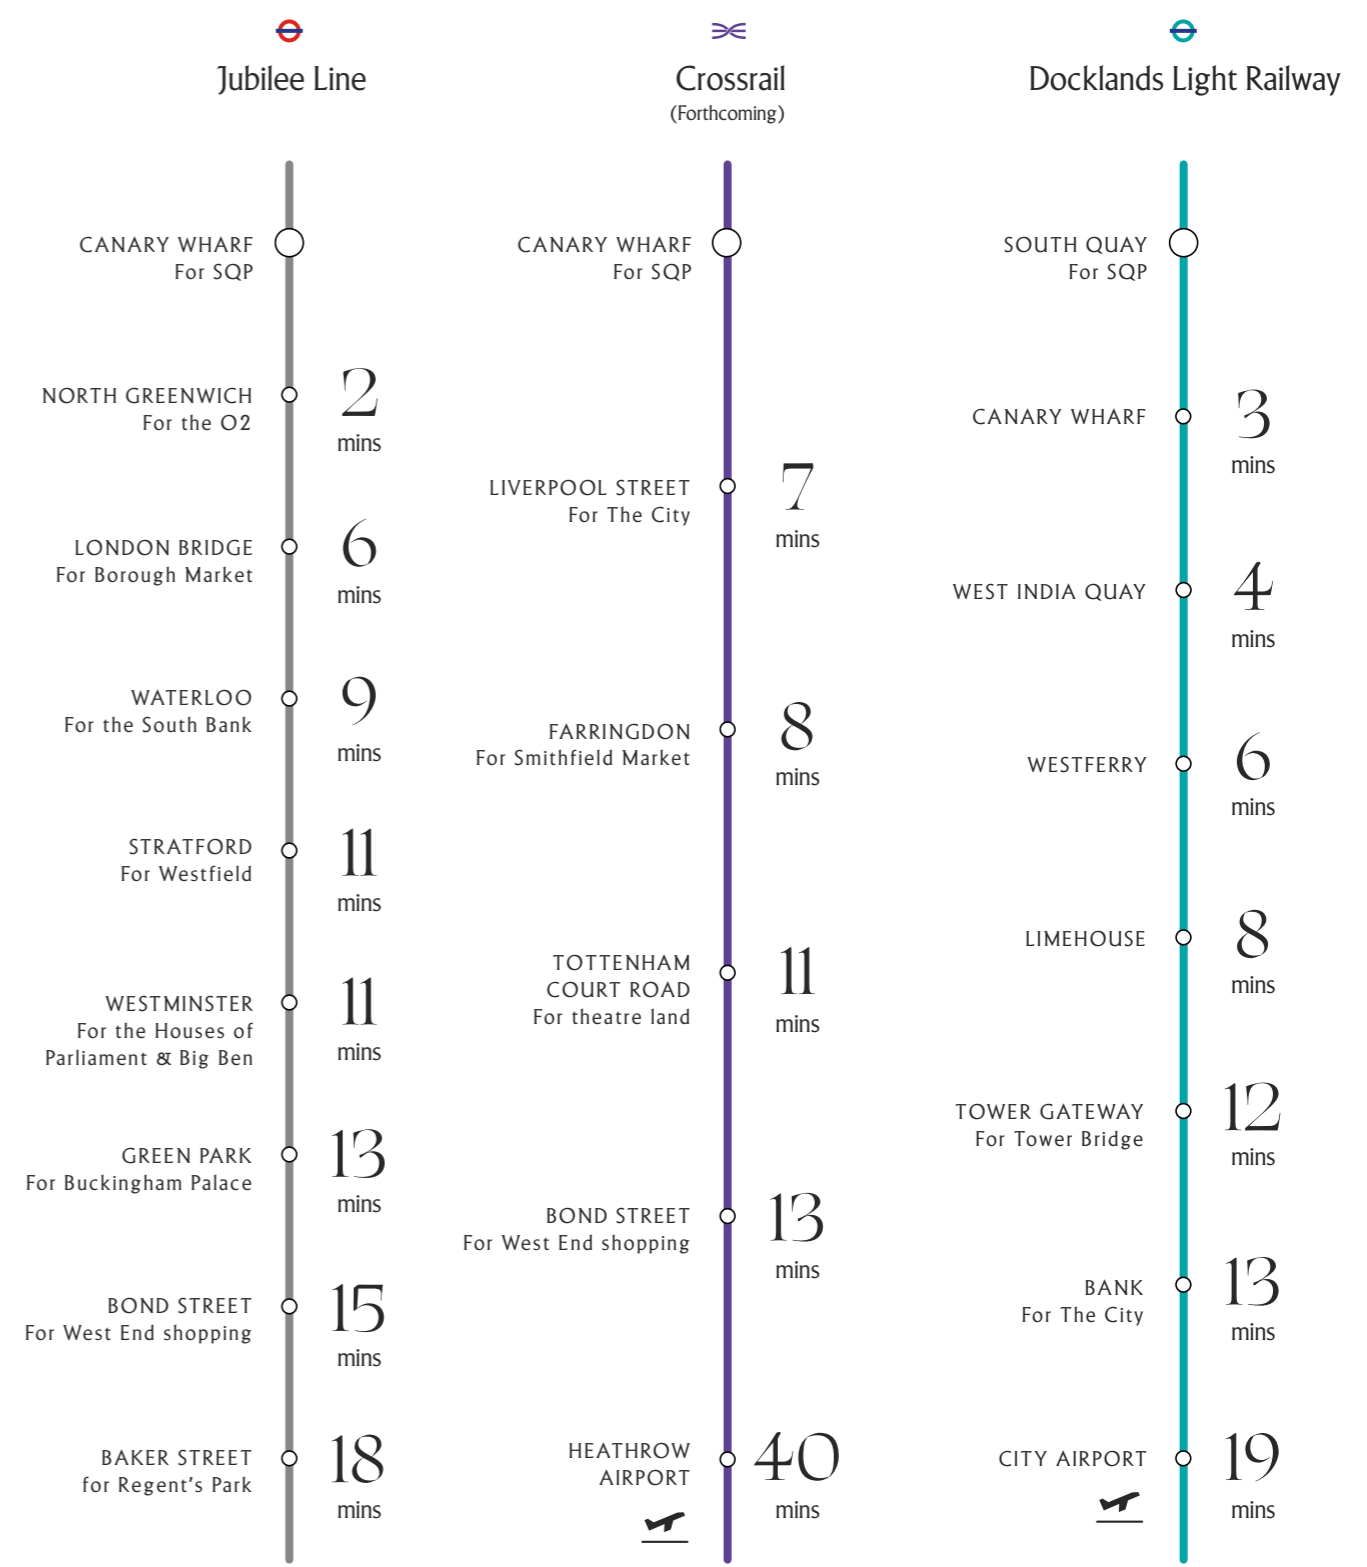 Jubilee Line
CANARY WHARF
For SQP
NORTH GREENWICH
For the O2
2
mins
LONDON BRIDGE
For Borough Market
6
mins
WATERLOO
For the South Bank
9
mins
STRATFORD
For Westfield
11
mins
WESTMINSTER
For the Houses of
Parliament & Big Ben
11
mins
GREEN PARK
For Buckingham Palace
13
mins
BOND STREET
For West End shopping
15
mins
BAKER STREET
for Regent's Park
18
mins
Crossrail
(Forthcoming)
CANARY WHARF
For SQP
LIVERPOOL STREET
For The City
7
mins
FARRINGDON
For Smithfield Market
8
mins
TOTTENHAM
COURT ROAD
For theatre land
11
mins
BOND STREET
For West End shopping
13
mins
HEATHROW
AIRPORT
40
mins
Docklands Light Railway
SOUTH QUAY
For SQP
CANARY WHARF
3
mins
WEST INDIA QUAY
4
mins
WESTFERRY
6
mins
LIMEHOUSE
8
mins
TOWER GATEWAY
For Tower Bridge
12
mins
BANK
For The City
13
mins
CITY AIRPORT
19
mins